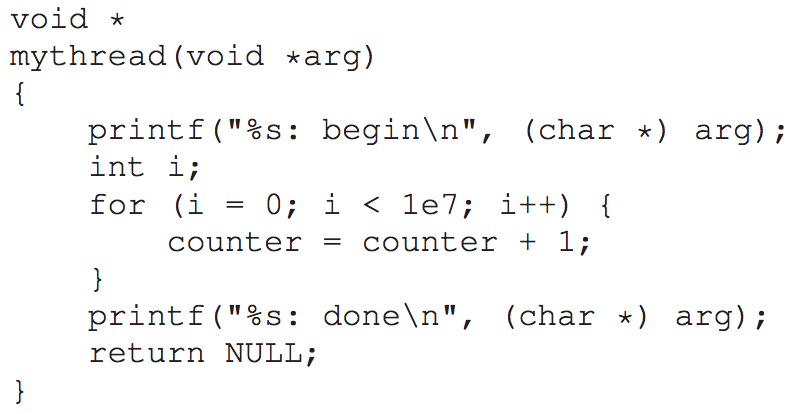 void *
mythread(void *arg)
{
    printf("%s: begin\n", (char *) arg);
    int i;
    for (i = 0; i < 1e7; i++) {
        counter = counter + 1;
    }
    printf("%s: done\n", (char *) arg);
    return NULL;
}